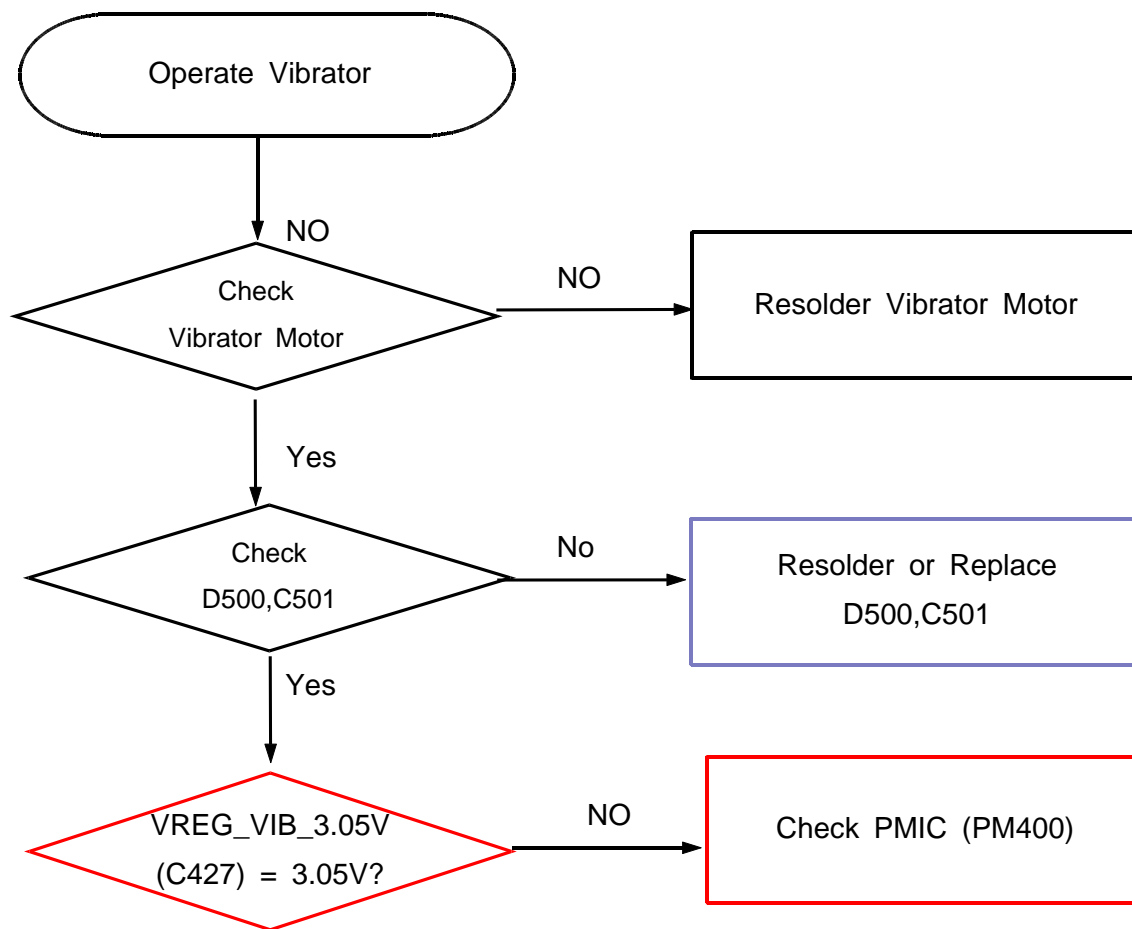 Operate Vibrator
NO
Check
Vibrator Motor
NO
Resolder Vibrator Motor
Yes
Check
D500,C501
No
Resolder or Replace
D500,C501
Yes
VREG_VIB_3.05V
(C427) = 3.05V?
NO
Check PMIC (PM400)